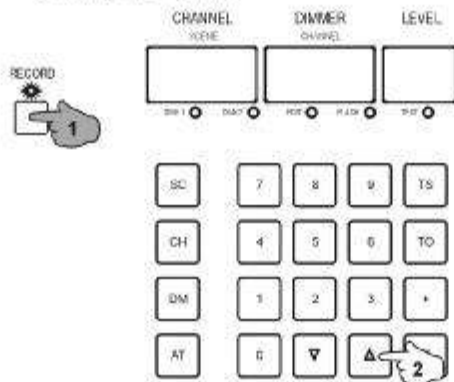 CHANNEL DIMMER LEVEL
SCENE CHANNEL
RECORD
1
SC 7 8 9 TS
CH 4 5 6 TO
DM 1 2 3
AT 0
2